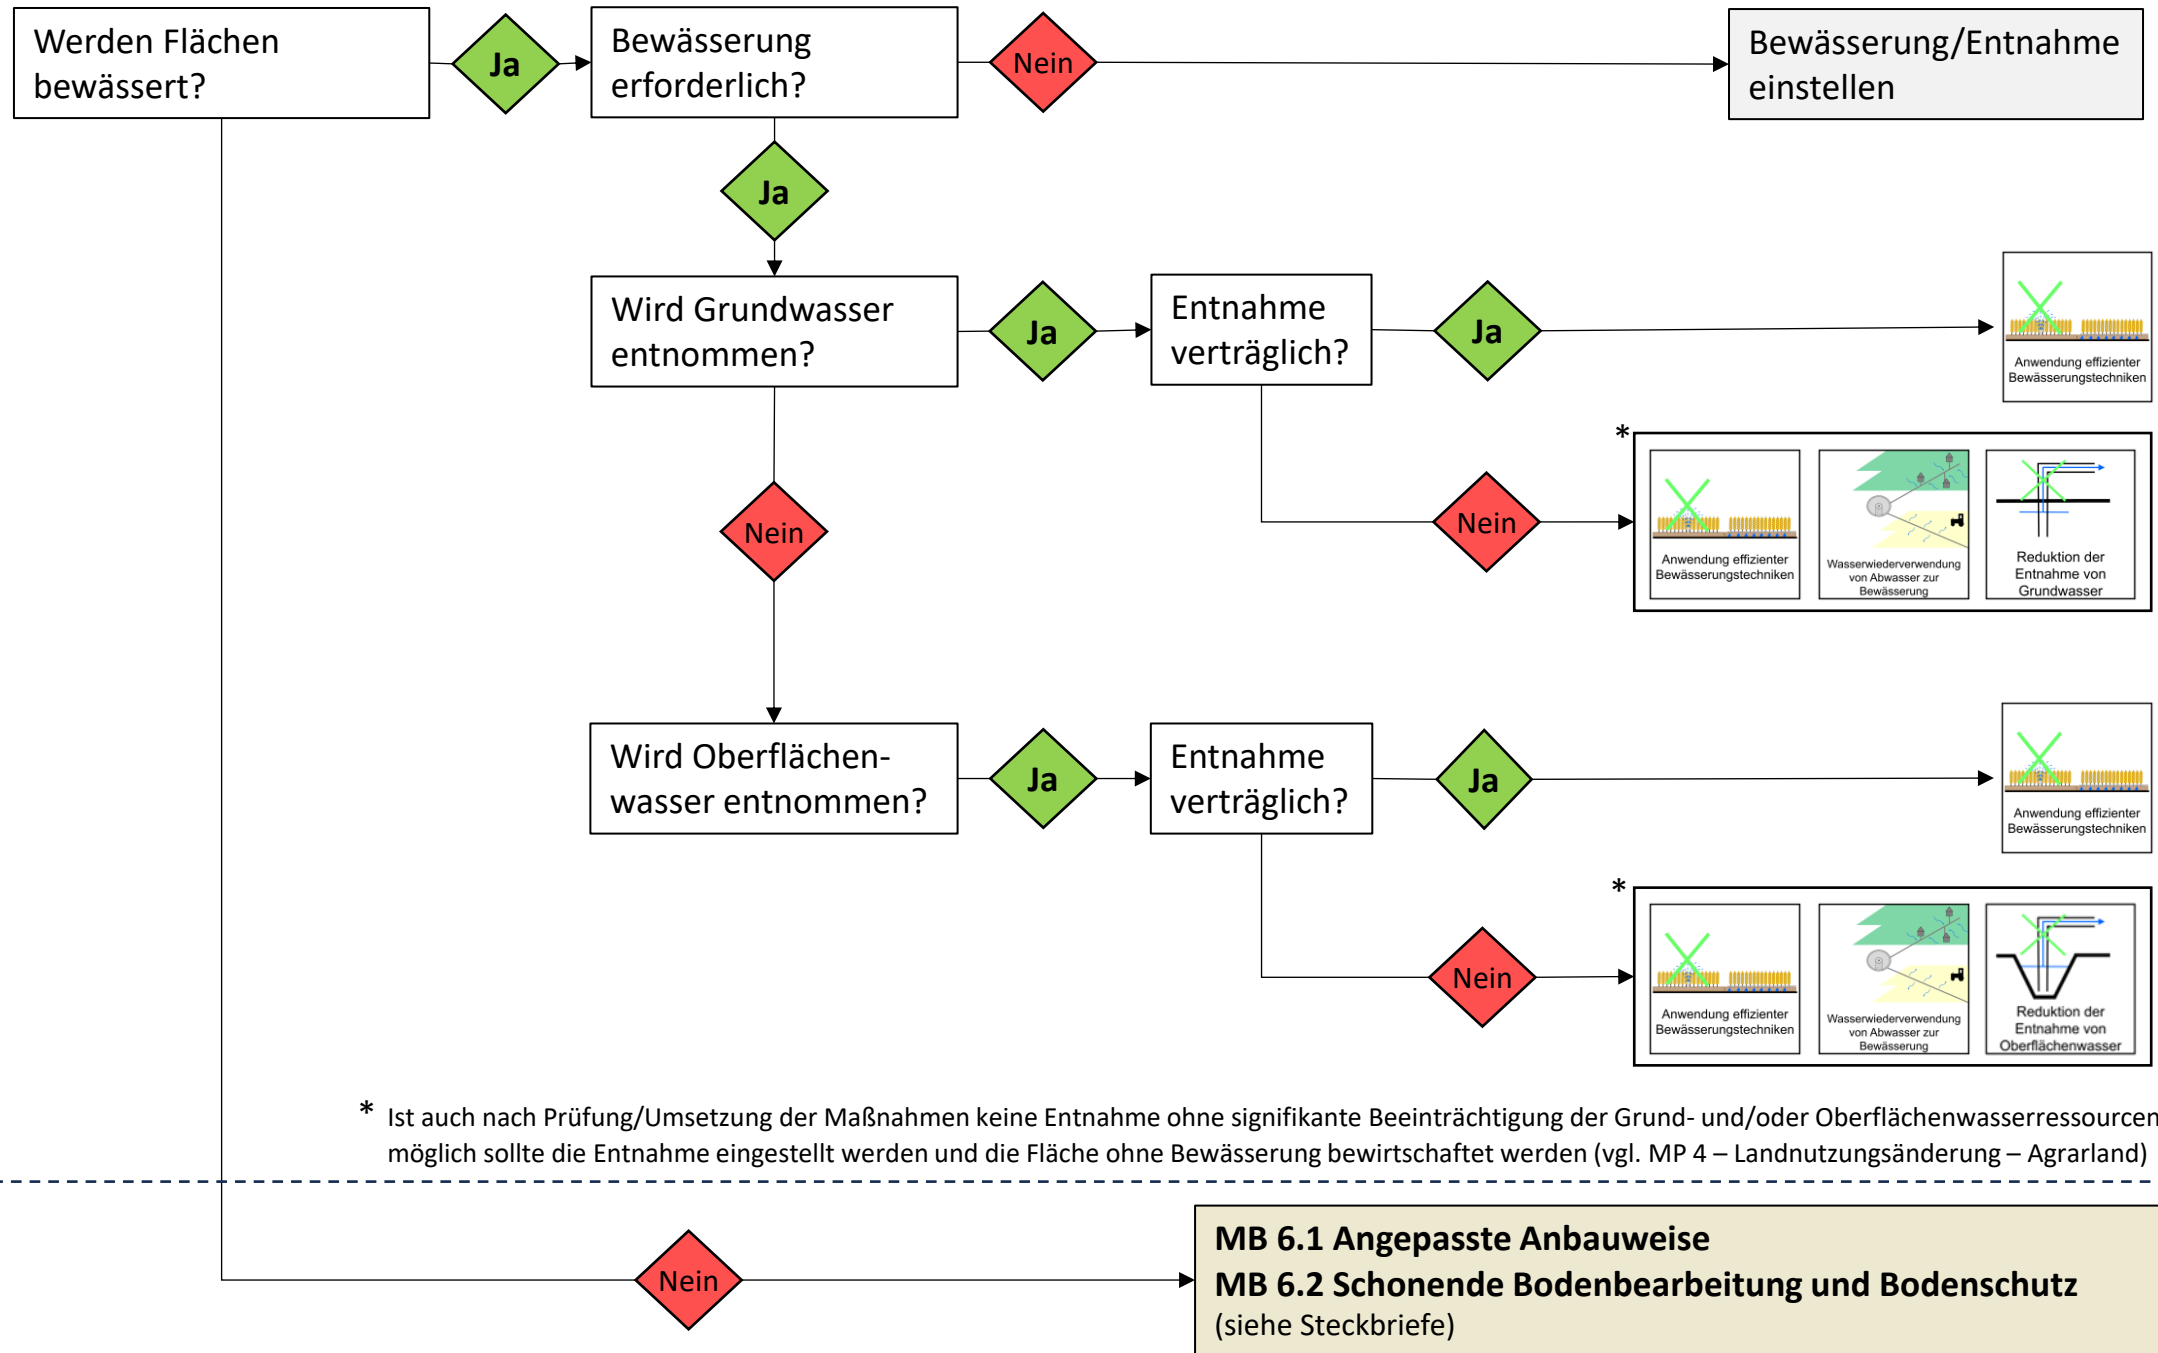 Werden Flächen
bewässert?
Ja
Bewässerung
erforderlich?
Nein
Bewässerung/Entnahme
einstellen
Ja
Wird Grundwasser
entnommen?
Ja
Entnahme
verträglich?
Ja
Anwendung effizienter
Bewässerungstechniken
*
Nein
Nein
Anwendung effizienter
Bewässerungstechniken
Wasserwiederverwendung
von Abwasser zur
Bewässerung
Reduktion der
Entnahme von
Grundwasser
Wird Oberflächen-
wasser entnommen?
Ja
Entnahme
verträglich?
Ja
Anwendung effizienter
Bewässerungstechniken
*
Nein
Anwendung effizienter
Bewässerungstechniken
Wasserwiederverwendung
von Abwasser zur
Bewässerung
Reduktion der
Entnahme von
Oberflächenwasser
* Ist auch nach Prüfung/Umsetzung der Maßnahmen keine Entnahme ohne signifikante Beeinträchtigung der Grund- und/oder Oberflächenwasserressourcen
möglich sollte die Entnahme eingestellt werden und die Fläche ohne Bewässerung bewirtschaftet werden (vgl. MP 4 – Landnutzungsänderung – Agrarland)
Nein
MB 6.1 Angepasste Anbauweise
MB 6.2 Schonende Bodenbearbeitung und Bodenschutz
(siehe Steckbriefe)